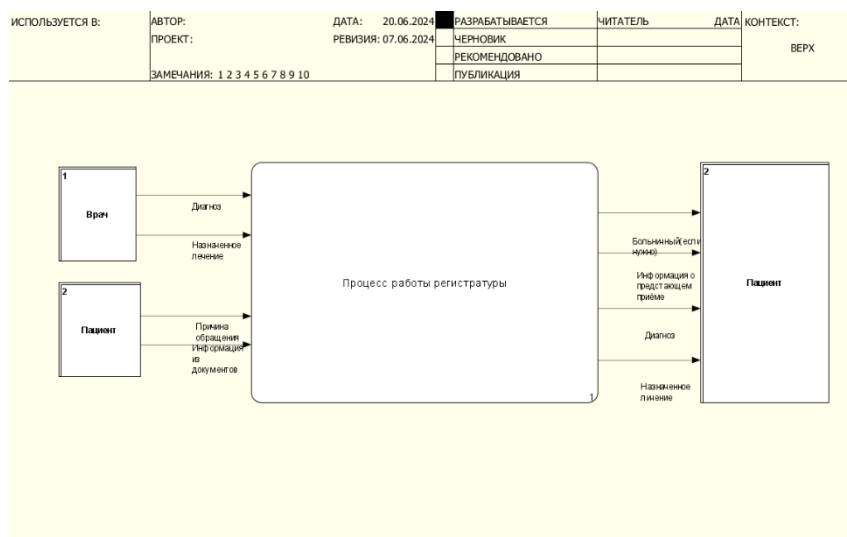 ИСПОЛЬЗУЕТСЯ В:
АВТОР:
ДАТА: 20.06.2024
РАЗРАБАТЫВАЕТСЯ
ЧИТАТЕЛЬ
ДАТА
КОНТЕКСТ:
ПРОЕКТ:
РЕВИЗИЯ: 07.06.2024
ЧЕРНОВИК
ВЕРХ
РЕКОМЕНДОВАНО
ЗАМЕЧАНИЯ: 1 2 3 4 5 6 7 8 9 10
ПУБЛИКАЦИЯ
1
Врач
Диагноз
Назначенное
лечение
2
Пациент
Причина
обращения
Информация
из
документов
Процесс работы регистратуры
1
Больничный(если
нужно)
Информация о
предстающем
приёме
Диагноз
Назначенное
личение
2
Пациент